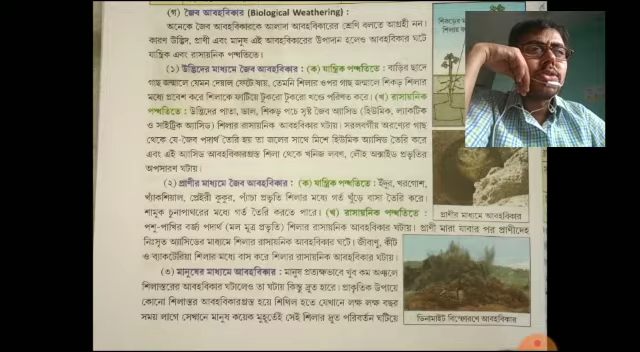 (গ) জৈব আবহবিকার (Biological Weathering) :
অনেকে জৈব আবহবিকারকে আলাদা আবহবিকারের শ্রেণি বলতে আগ্রহী নন।
কারণ উদ্ভিদ, প্রাণী এবং মানুষ এই আবহবিকারের উপাদান হলেও আবহবিকার ঘটে
যান্ত্রিক এবং রাসায়নিক পদ্ধতিতে।
(১) উদ্ভিদের মাধ্যমে জৈব আবহবিকার : (ক) যান্ত্রিক পদ্ধতিতে : বাড়ির ছাদে
গাছ জন্মালে যেমন দেয়াল ফেটে যায়, তেমনি শিলার ওপর গাছ জন্মালে শিকড় শিলার
মধ্যে প্রবেশ করে শিলাকে ফাটিয়ে টুকরো টুকরো খণ্ডে পরিণত করে। (খ) রাসায়নিক
পদ্ধতিতে : উদ্ভিদের পাতা, ডাল, শিকড় পচে সৃষ্ট জৈব অ্যাসিড (হিউমিক, ল্যাকটিক
ও সাইট্রিক অ্যাসিড) শিলার রাসায়নিক আবহবিকার ঘটায়। সরলবর্গীয় অরণ্যের গাছ
থেকে যে-জৈব পদার্থ তৈরি হয় তা জলের সাথে মিশে হিউমিক অ্যাসিড তৈরি করে
এবং এই অ্যাসিড আবহবিকারগ্রস্ত শিলা থেকে খনিজ লবণ, লৌহ অক্সাইড প্রভৃতির
অপসারণ ঘটায়।
(২) প্রাণীর মাধ্যমে জৈব আবহবিকার : (ক) যান্ত্রিক পদ্ধতিতে : ইঁদুর, খরগোশ,
খ্যাঁকশিয়াল, প্রেইরী কুকুর, প্যাঁচা প্রভৃতি শিলার মধ্যে গর্ত খুঁড়ে বাসা তৈরি করে।
শামুক চুনাপাথরের মধ্যে গর্ত তৈরি করতে পারে। (খ) রাসায়নিক পদ্ধতিতে :
পশু-পাখির বর্জ্য পদার্থ (মল মূত্র প্রভৃতি) শিলার রাসায়নিক আবহবিকার ঘটায়। প্রাণী মারা যাবার পর প্রাণীদেহ
নিঃসৃত অ্যাসিডের মাধ্যমে শিলার রাসায়নিক আবহবিকার ঘটে। জীবাণু, কীট
ও ব্যাকটেরিয়া শিলার মধ্যে বাস করে শিলার রাসায়নিক আবহবিকার ঘটায়।
(৩) মানুষের মাধ্যমে আবহবিকার : মানুষ প্রত্যক্ষভাবে খুব কম অঞ্চলে
শিলাস্তরের আবহবিকার ঘটালেও তা ঘটায় কিন্তু দ্রুত হারে। প্রাকৃতিক উপায়ে
কোনো শিলাস্তর আবহবিকারগ্রস্ত হয়ে শিথিল হতে যেখানে লক্ষ লক্ষ বছর
সময় লাগে সেখানে মানুষ কয়েক মুহূর্তেই সেই শিলার দ্রুত পরিবর্তন ঘটিয়ে
প্রাণীর মাধ্যমে আবহবিকার
ডিনামাইট বিস্ফোরণে আবহবিকার